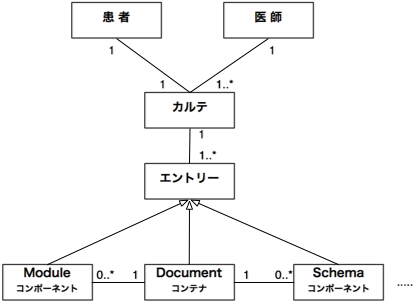 患 者
医 師
1
1
1
1..*
カルテ
1
1..*
エントリー
Module
コンポーネント
0..*
1
Document
コンテナ
1
0..*
Schema
コンポーネント
.....